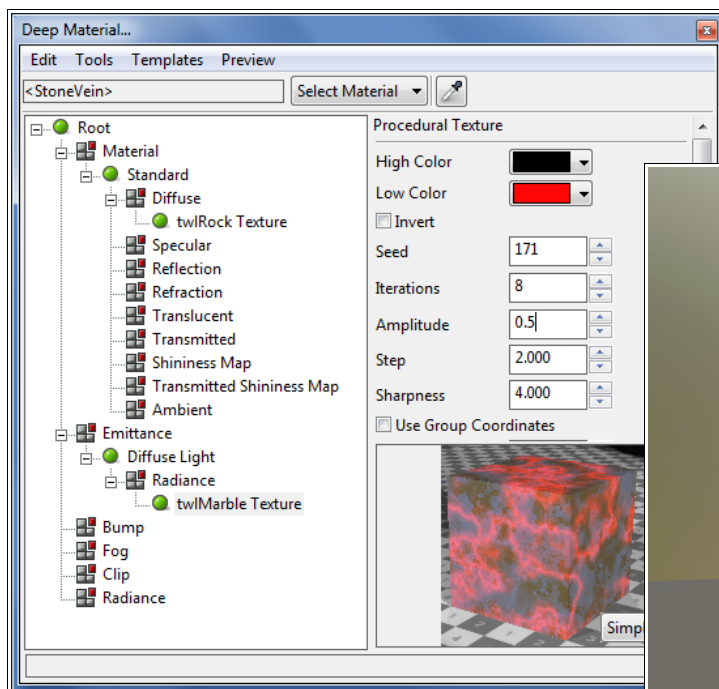 Deep Material...
Edit Tools Templates Preview
<StoneVein> Select Material
Root
Material
Standard
Diffuse
twlRock Texture
Specular
Reflection
Refraction
Translucent
Transmitted
Shininess Map
Transmitted Shininess Map
Ambient
Emittance
Diffuse Light
Radiance
twlMarble Texture
Bump
Fog
Clip
Radiance
Procedural Texture
High Color
Low Color
Invert
Seed 171
Iterations 8
Amplitude 0.5
Step 2.000
Sharpness 4.000
Use Group Coordinates